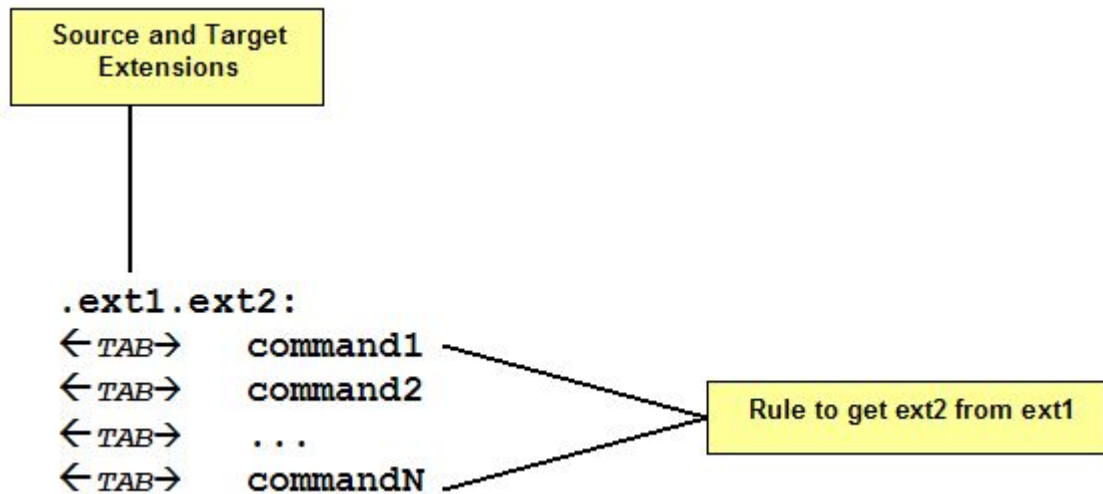 Source and Target
Extensions
.ext1.ext2:
←TAB→ command1
←TAB→ command2
←TAB→ ...
←TAB→ commandN
Rule to get ext2 from ext1